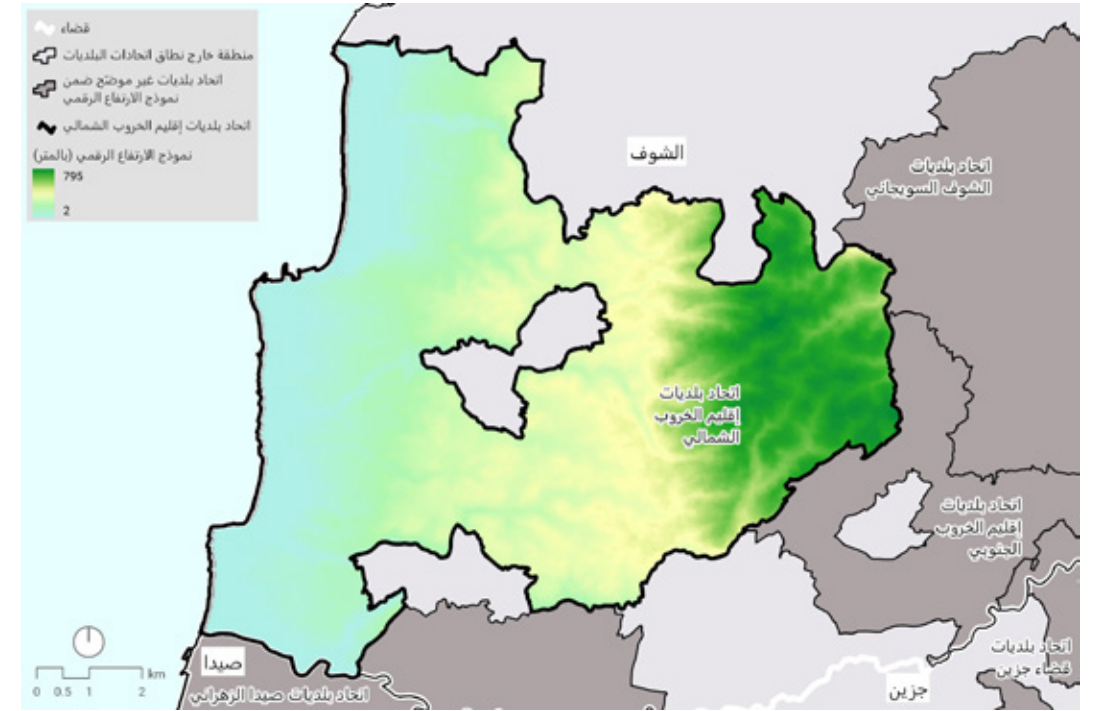 قضاء
منطقة خارج نطاق اتحادات البلديات
اتحاد بلديات غير موضّح ضمن
نموذج الارتفاع الرقمي
اتحاد بلديات إقليم الخروب الشمالي
نموذج الارتفاع الرقمي (بالمتر)
795
2
الشوف
اتحاد بلديات
الشوف السويجاني
اتحاد بلديات
إقليم الخروب
الشمالي
اتحاد بلديات
إقليم الخروب
الجنوبي
اتحاد بلديات
قضاء جزين
جزين
صيدا
اتحاد بلديات صيدا الزهراني
km
0 0.5 1 2